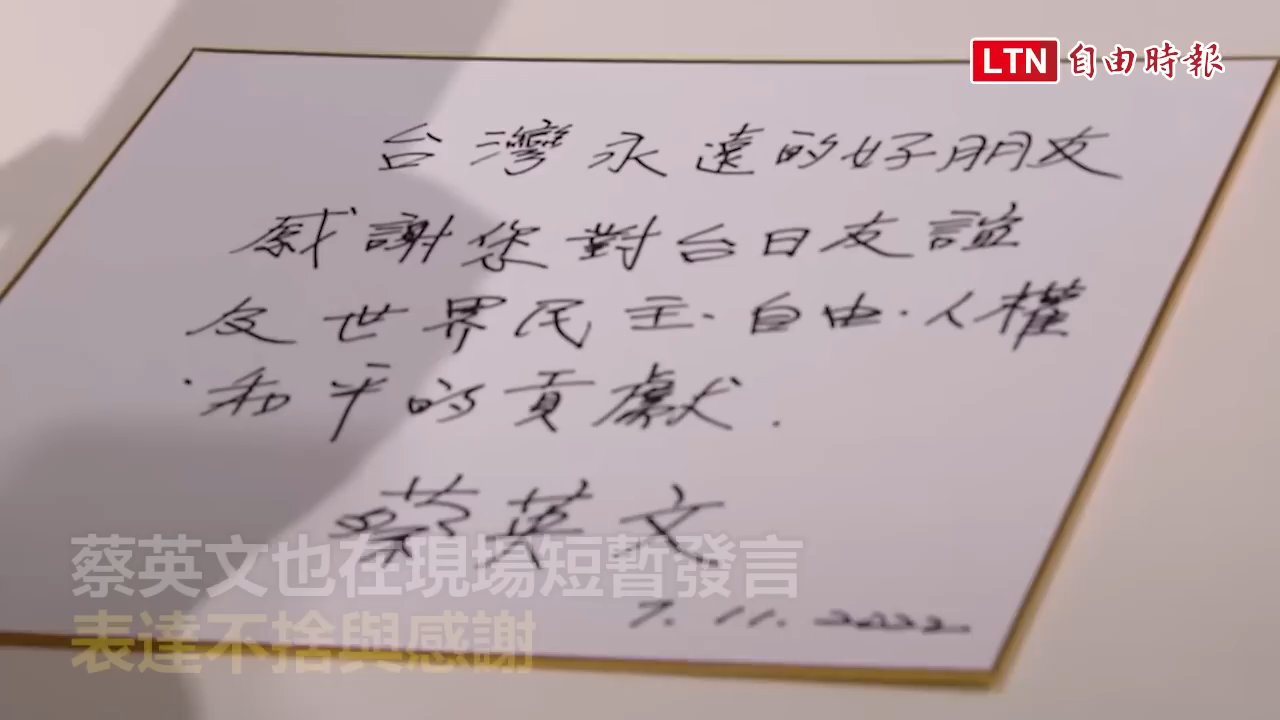 LTN 自由時報
台灣永遠的好朋友
感謝您對台日友誼
及世界民主·自由·人權
·和平的貢獻.
蔡英文
7.11.2022
蔡英文也在現場短暫發言
表達不捨與感謝